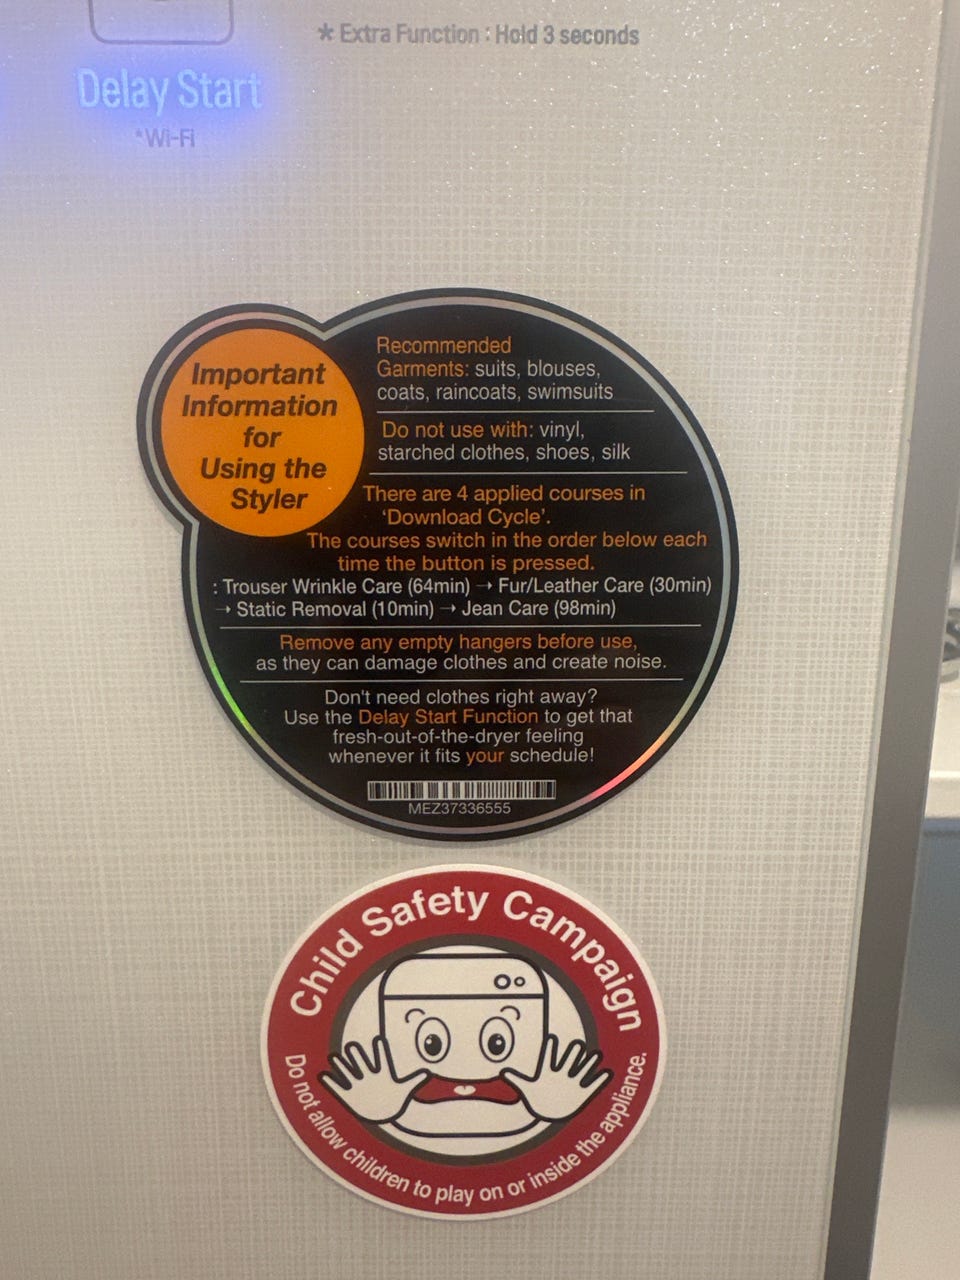 * Extra Function : Hold 3 seconds
Delay Start
*Wi-Fi
Important
Information
for
Using the
Styler
Recommended
Garments: suits, blouses,
coats, raincoats, swimsuits
Do not use with: vinyl,
starched clothes, shoes, silk
There are 4 applied courses in
‘Download Cycle’.
The courses switch in the order below each
time the button is pressed.
: Trouser Wrinkle Care (64min) → Fur/Leather Care (30min)
→ Static Removal (10min) → Jean Care (98min)
Remove any empty hangers before use,
as they can damage clothes and create noise.
Don't need clothes right away?
Use the Delay Start Function to get that
fresh-out-of-the-dryer feeling
whenever it fits your schedule!
MEZ37336555
Child Safety Campaign
Do not allow children to play on or inside the appliance.